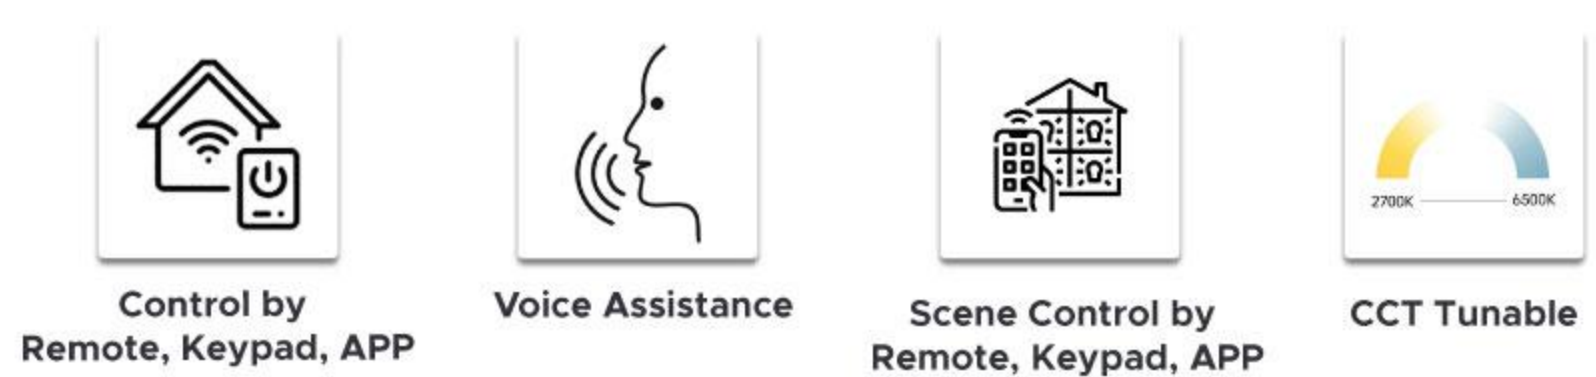 Control by
Remote, Keypad, APP
Voice Assistance
Scene Control by
Remote, Keypad, APP
2700K
6500K
CCT Tunable